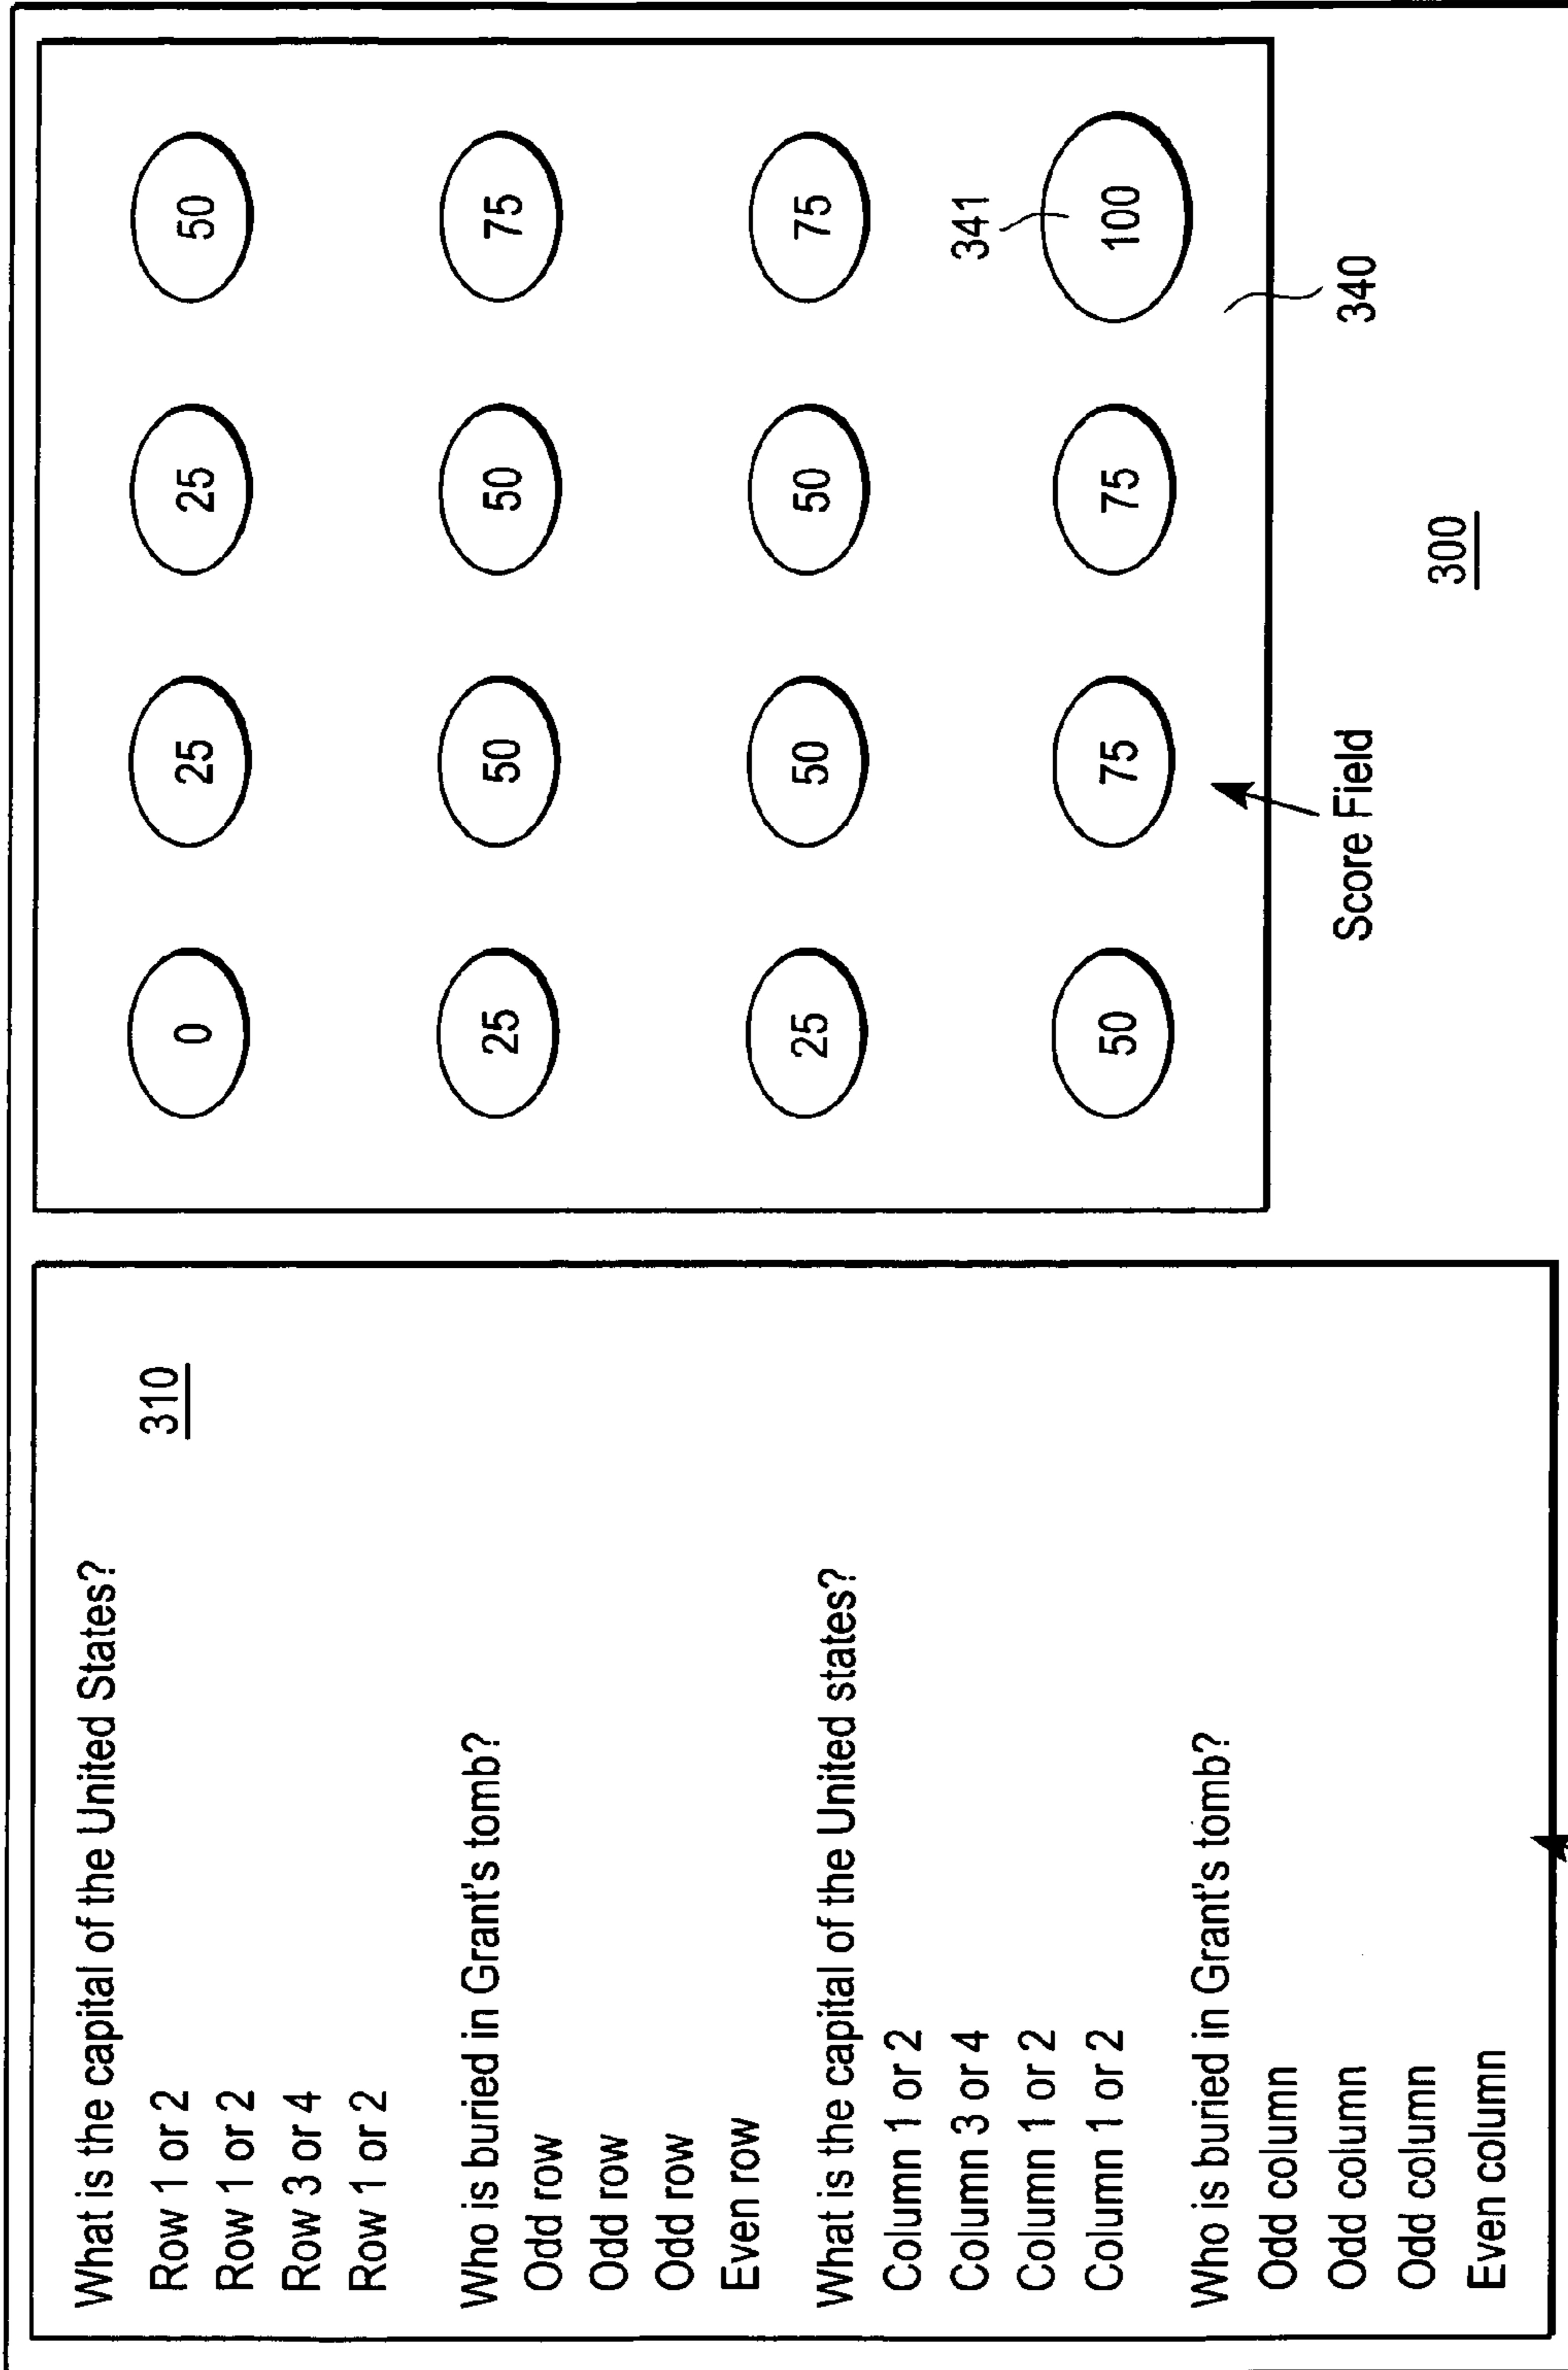 What is the capital of the United States?
310
Row 1 or 2
Row 1 or 2
Row 3 or 4
Row 1 or 2
Who is buried in Grant's tomb?
Odd row
Odd row
Odd row
Even row
What is the capital of the United states?
Column 1 or 2
Column 3 or 4
Column 1 or 2
Column 1 or 2
Who is buried in Grant's tomb?
Odd column
Odd column
Odd column
Even column
0 25 25 50
25 50 50 75
25 50 50 75
341
50 75 75 100
Score Field
340
300